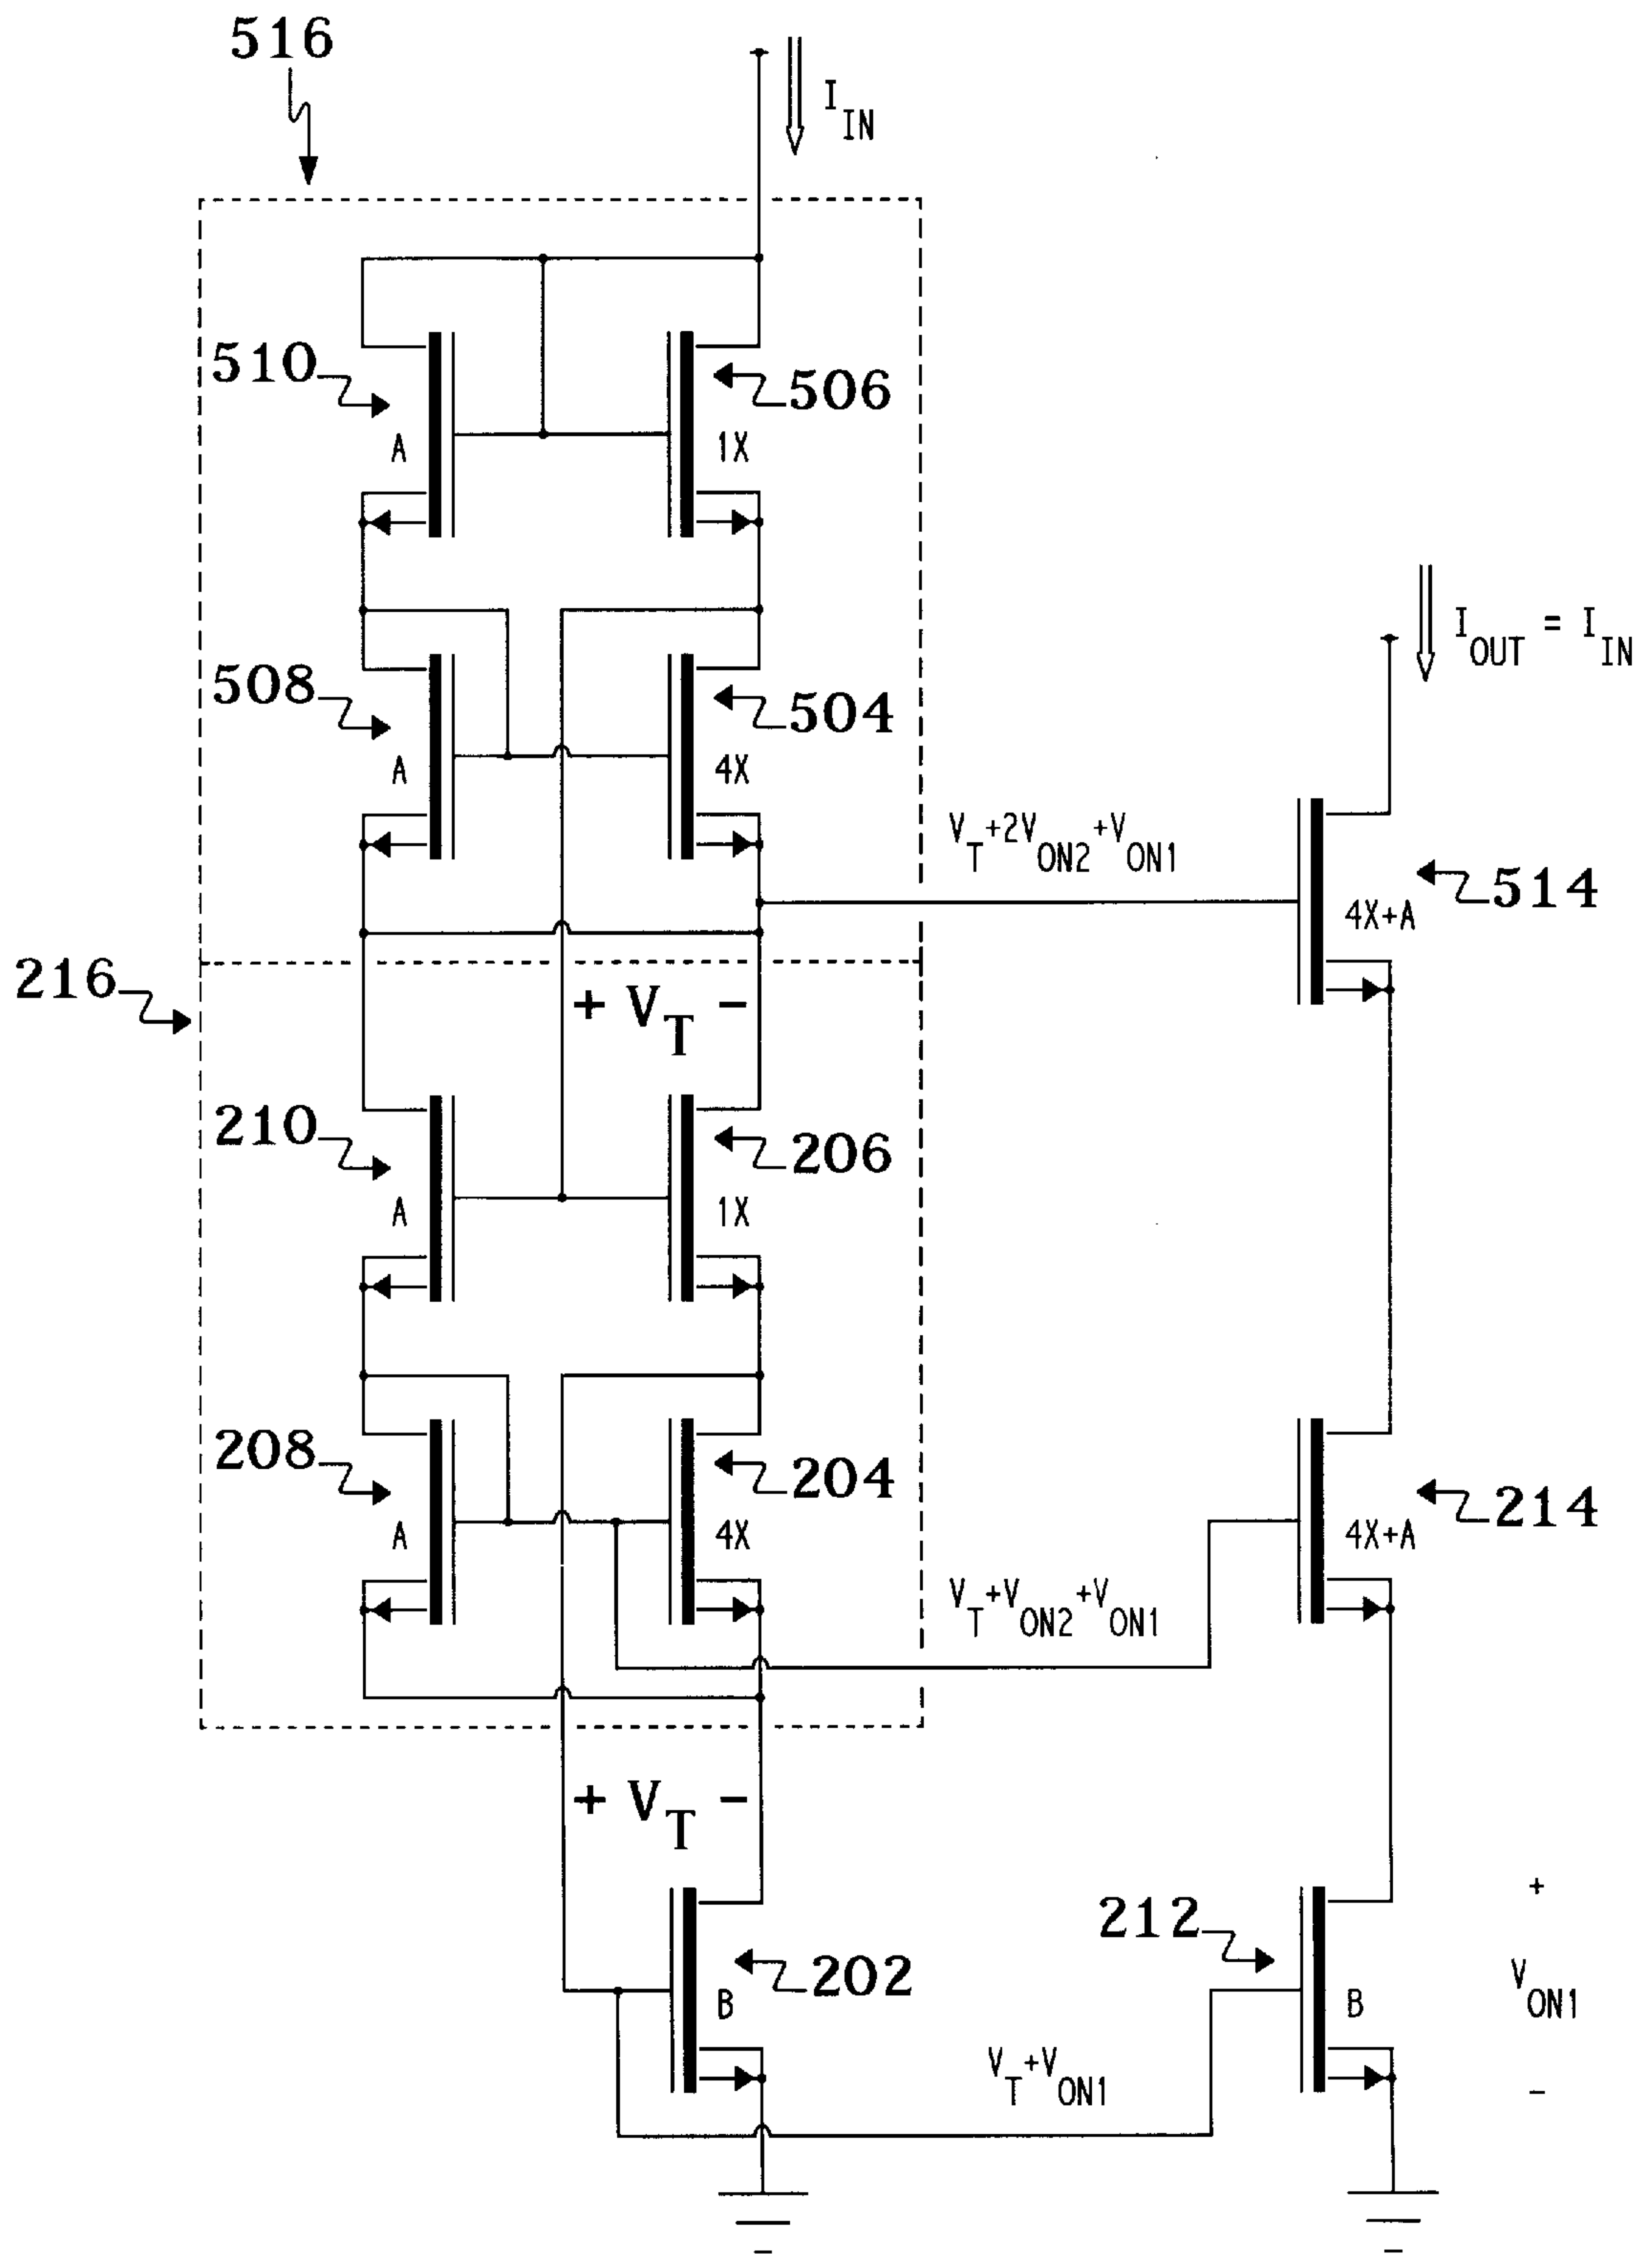 516
I IN
510
506
A
1X
508
504
A
4X
I OUT = I IN
V T +2V ON2 +V ON1
514
4X+A
216
+ V T −
210
206
A
1X
208
204
A
4X
214
4X+A
V T +V ON2 +V ON1
+ V T −
202
B
212
B
+
V ON1
−
V T +V ON1